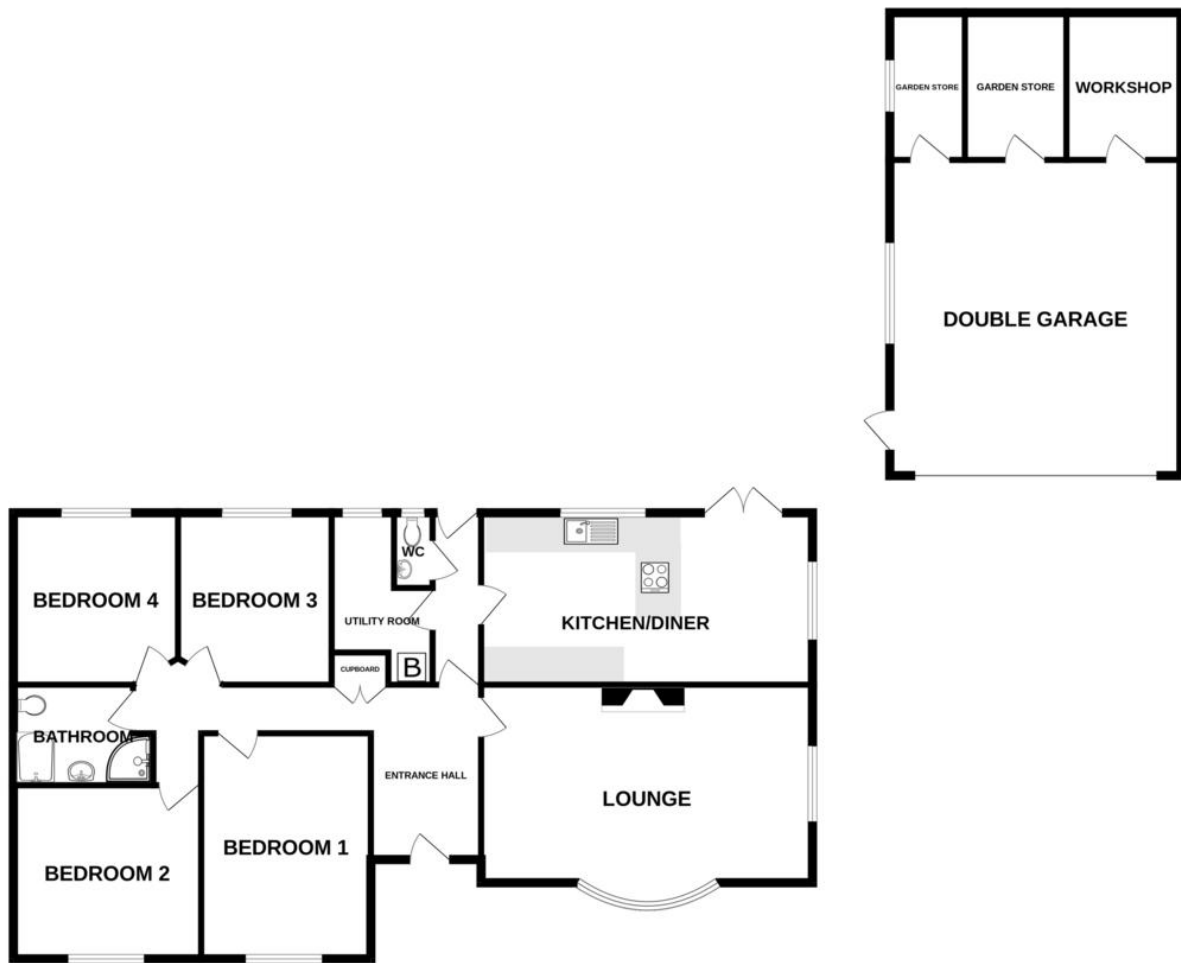 GARDEN STORE
GARDEN STORE
WORKSHOP
DOUBLE GARAGE
BEDROOM 4
BEDROOM 3
WC
UTILITY ROOM
KITCHEN/DINER
CUPBOARD
B
BATHROOM
ENTRANCE HALL
LOUNGE
BEDROOM 2
BEDROOM 1